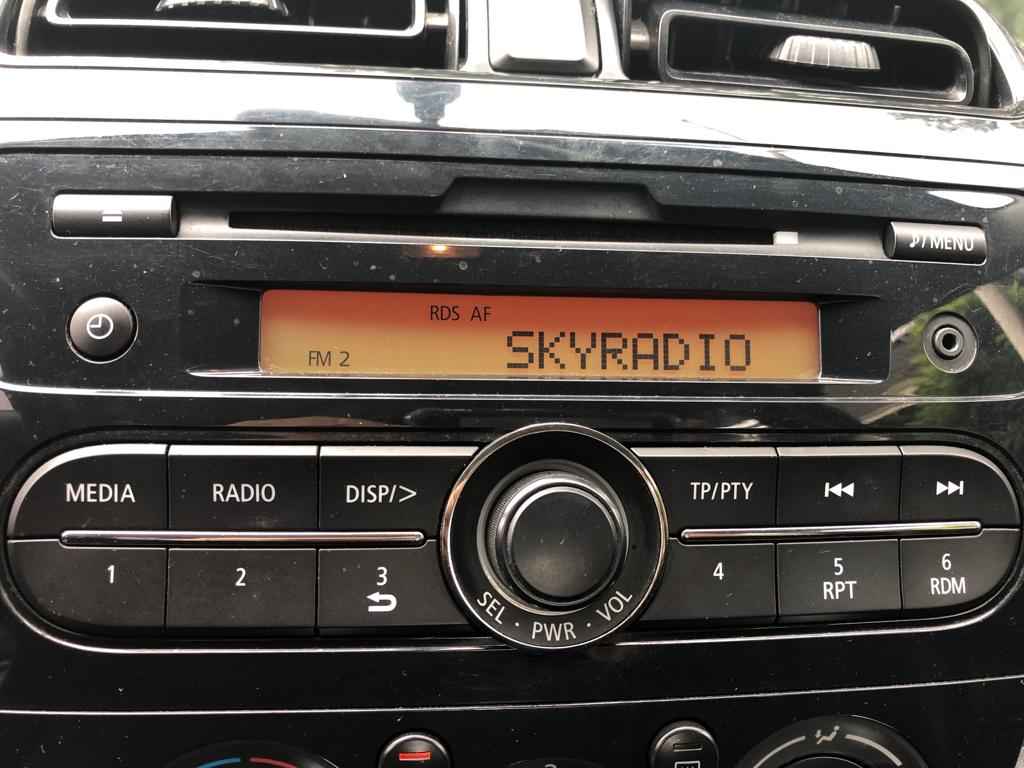 ♪/MENU
RDS AF
FM 2
SKYRADIO
MEDIA
RADIO
DISP/>
TP/PTY
1
2
3
4
5
RPT
6
RDM
SEL · PWR · VOL